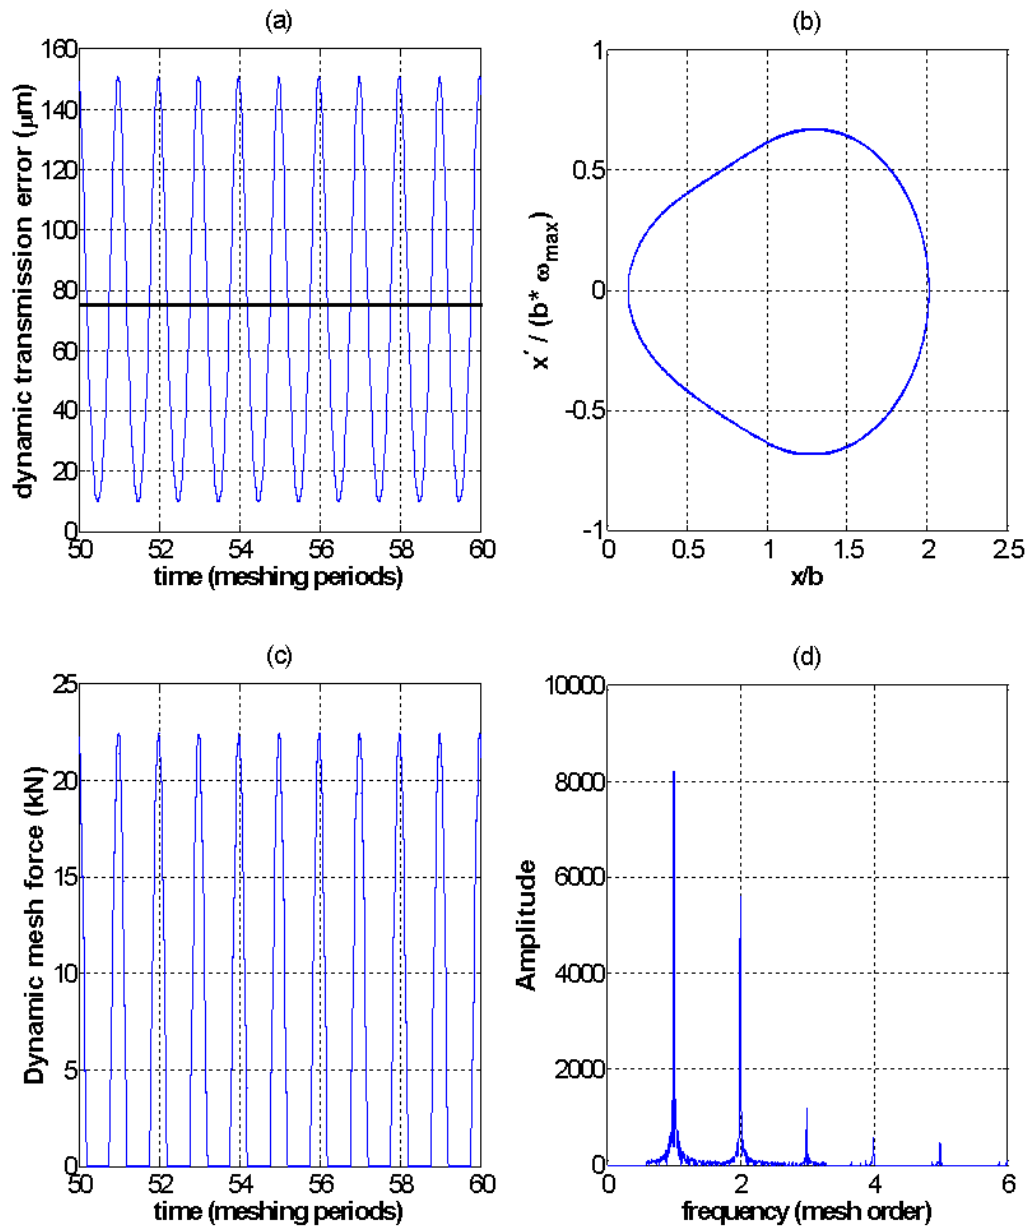 (a)
160
140
120
100
80
60
40
20
0
dynamic transmission error (μm)
50 52 54 56 58 60
time (meshing periods)
(b)
1
0.5
0
-0.5
-1
x′ / (b* ω_max)
0 0.5 1 1.5 2 2.5
x/b
(c)
25
20
15
10
5
0
Dynamic mesh force (kN)
50 52 54 56 58 60
time (meshing periods)
(d)
10000
8000
6000
4000
2000
0
Amplitude
0 2 4 6
frequency (mesh order)